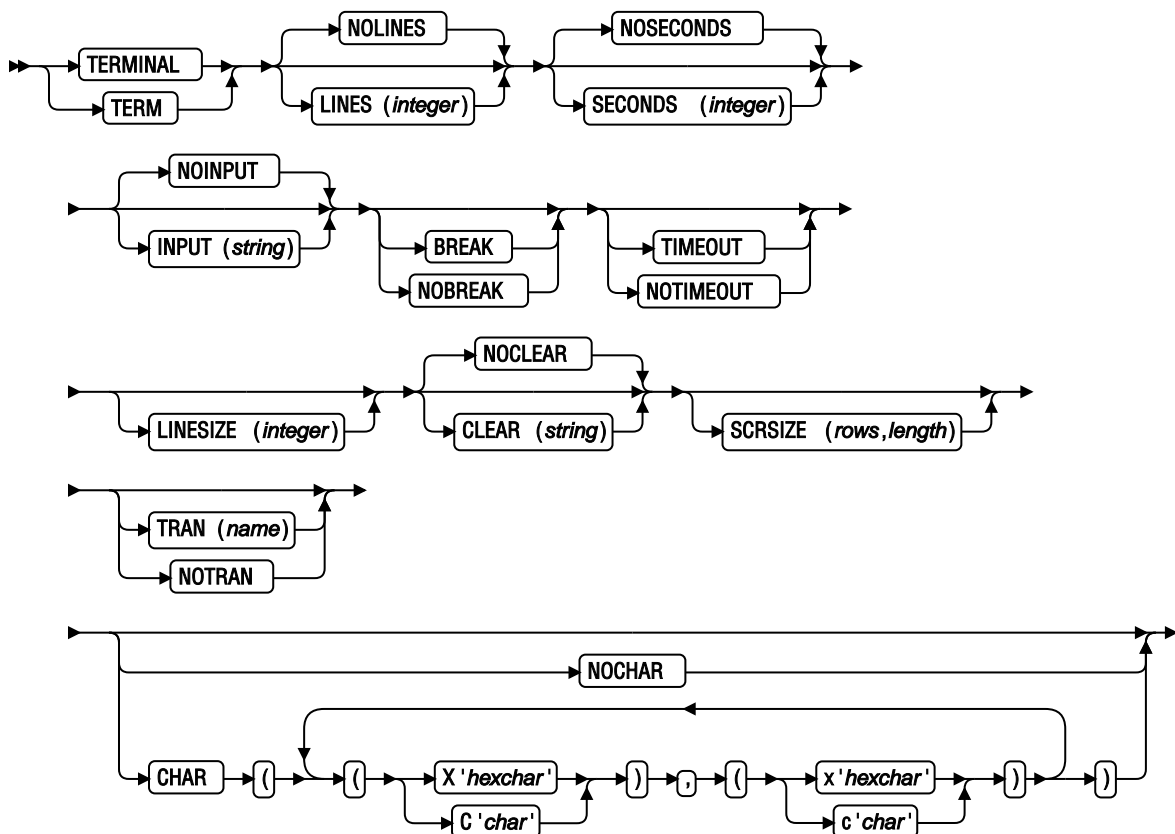 NOLINES NOSECONDS
TERMINAL
LINES (integer) SECONDS (integer)
TERM
NOINPUT
INPUT (string) BREAK TIMEOUT
NOBREAK NOTIMEOUT
NOCLEAR
LINESIZE (integer) CLEAR (string) SCRSIZE (rows,length)
TRAN (name)
NOTRAN
NOCHAR
CHAR ( ( X'hexchar' ) , ( x'hexchar' ) )
C'char' c'char'